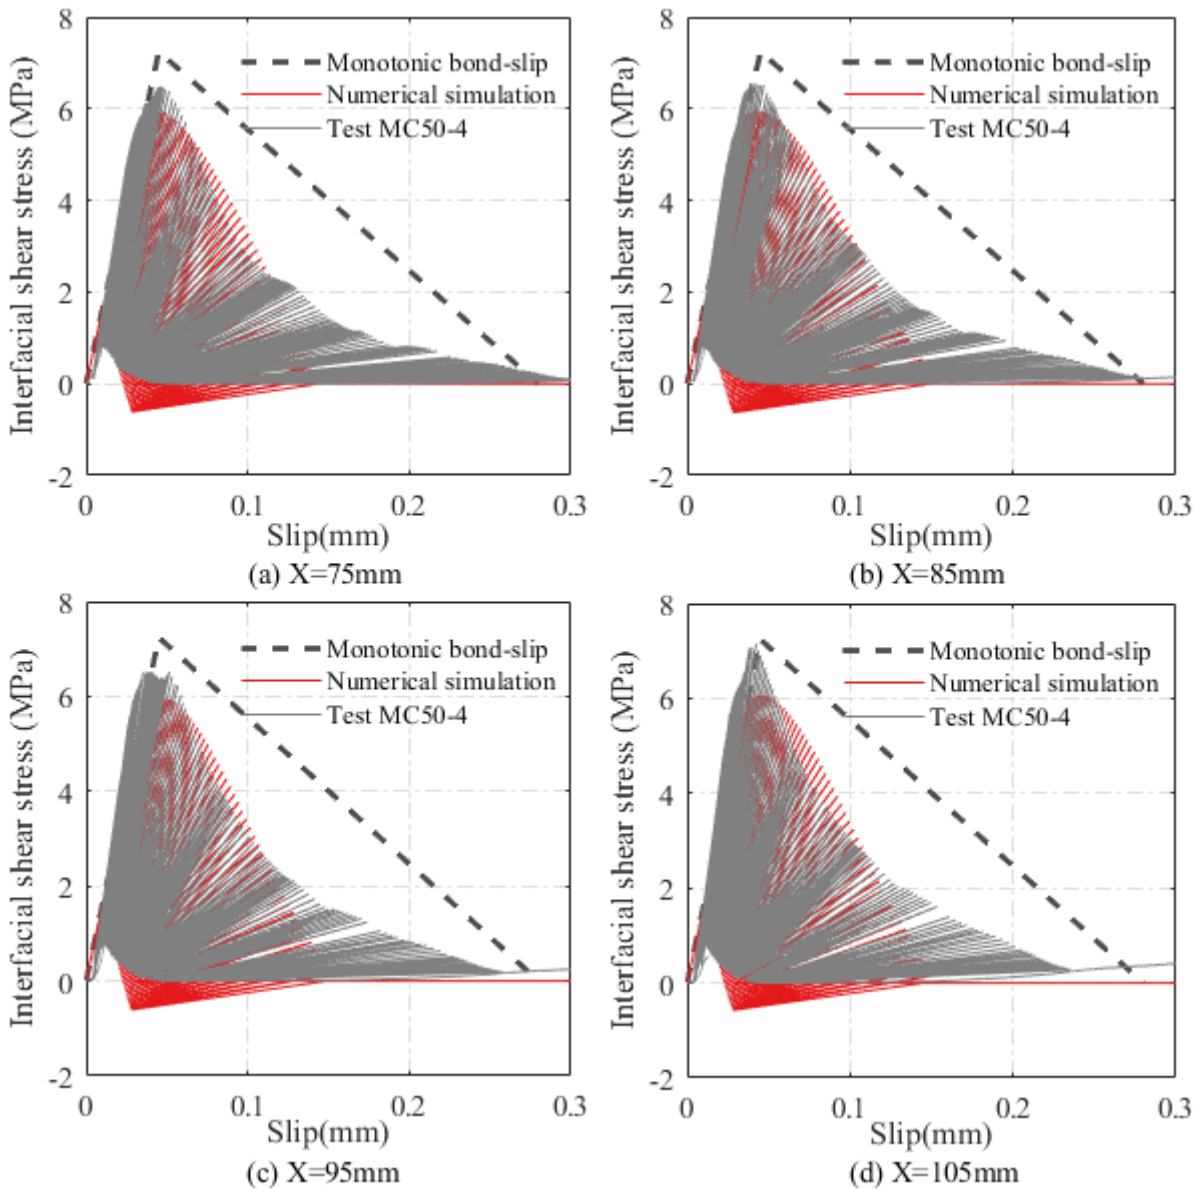 8
6
4
2
0
-2
Interfacial shear stress (MPa)
Monotonic bond-slip
Numerical simulation
Test MC50-4
0 0.1 0.2 0.3
Slip(mm)
(a) X=75mm
8
6
4
2
0
-2
Interfacial shear stress (MPa)
Monotonic bond-slip
Numerical simulation
Test MC50-4
0 0.1 0.2 0.3
Slip(mm)
(b) X=85mm
8
6
4
2
0
-2
Interfacial shear stress (MPa)
Monotonic bond-slip
Numerical simulation
Test MC50-4
0 0.1 0.2 0.3
Slip(mm)
(c) X=95mm
8
6
4
2
0
-2
Interfacial shear stress (MPa)
Monotonic bond-slip
Numerical simulation
Test MC50-4
0 0.1 0.2 0.3
Slip(mm)
(d) X=105mm